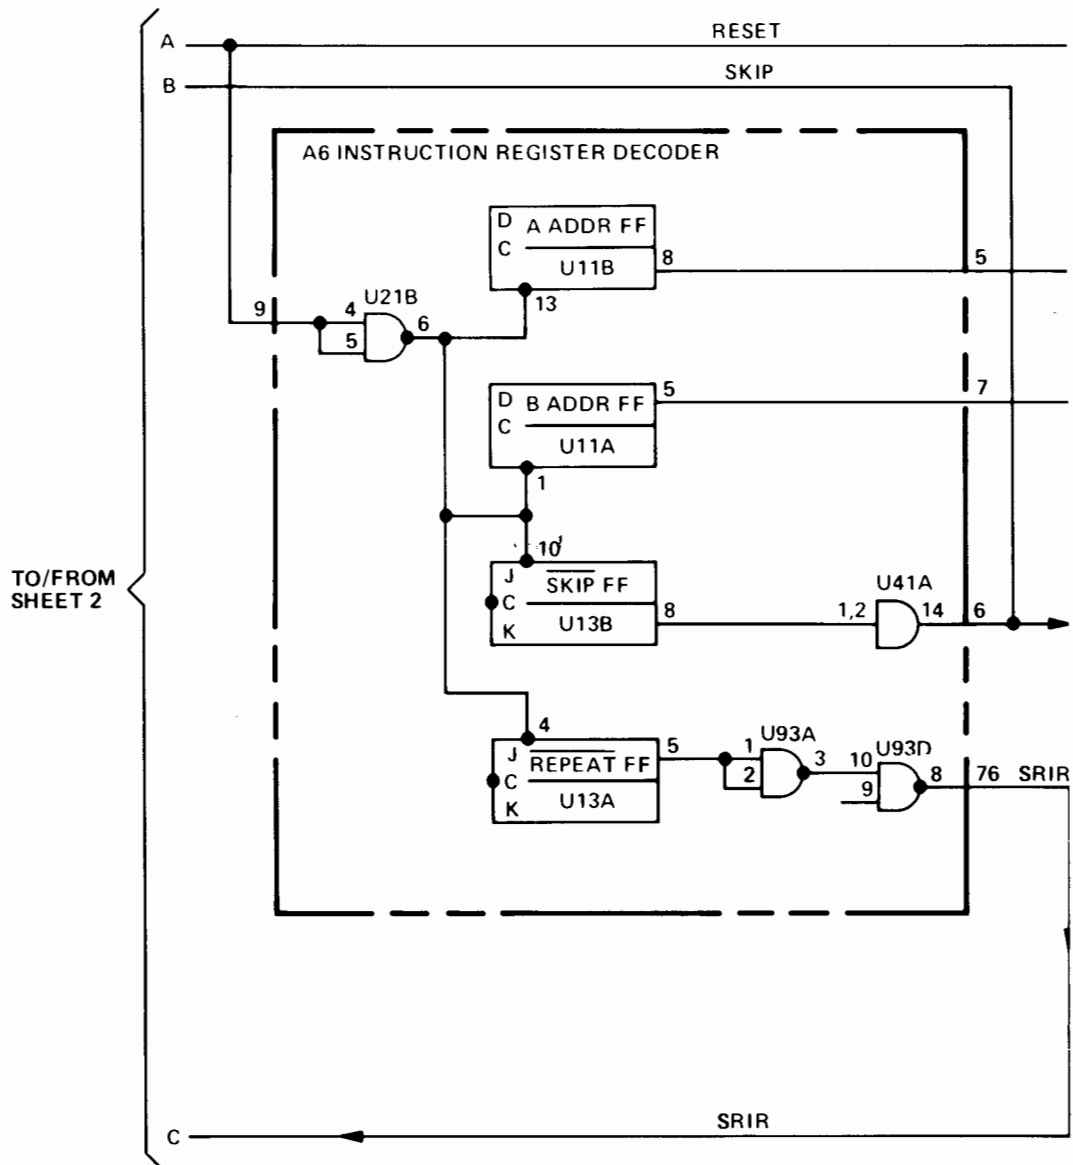 A
RESET
B
SKIP
A6 INSTRUCTION REGISTER DECODER
D A ADDR FF
C
U11B
8
5
13
9
U21B
4
5
6
D B ADDR FF
C
U11A
5
7
1
10
J SKIP FF
C
K
U13B
8
1,2
U41A
14
6
TO/FROM
SHEET 2
4
J REPEAT FF
C
K
U13A
5
1
2
U93A
3
10
9
U93D
8
76
SRIR
C
SRIR